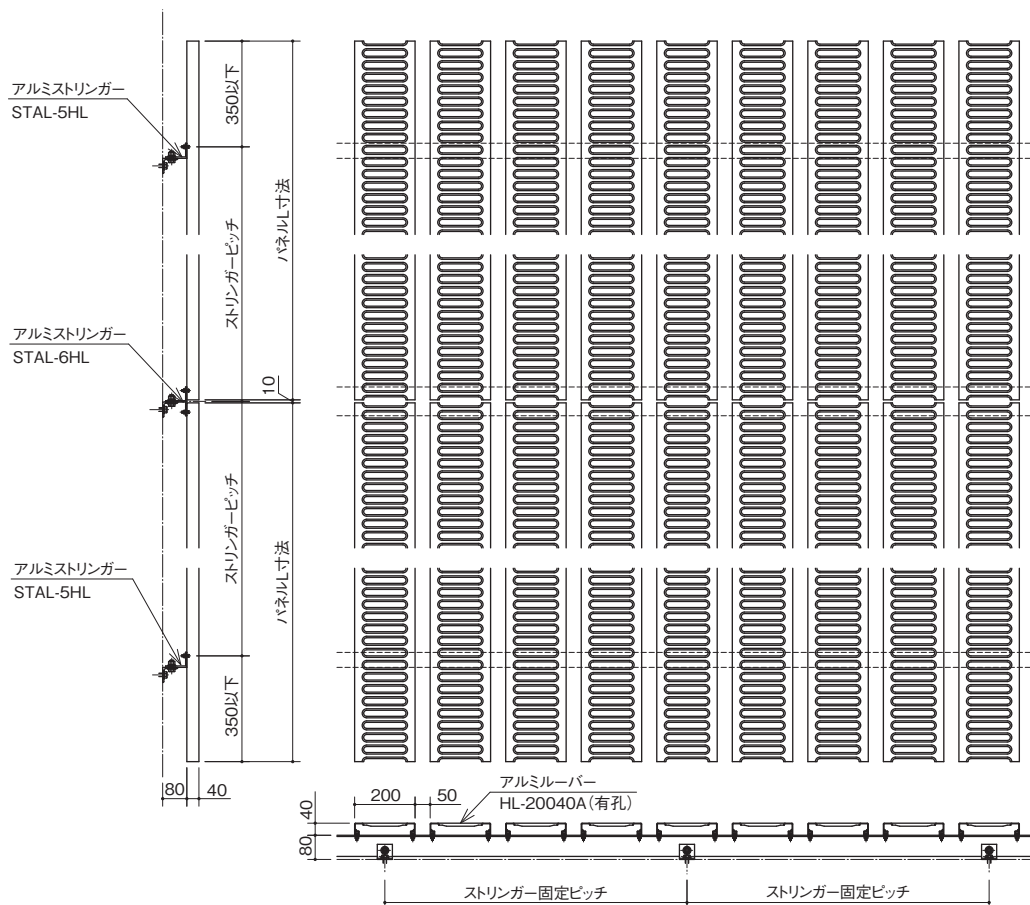 アルミストリンガー
STAL-5HL
350以下
ストリンガーピッチ
パネルL寸法
アルミストリンガー
STAL-6HL
10
ストリンガーピッチ
パネルL寸法
アルミストリンガー
STAL-5HL
350以下
80
40
200
50
アルミルーバー
HL-20040A(有孔)
40
80
ストリンガー固定ピッチ
ストリンガー固定ピッチ